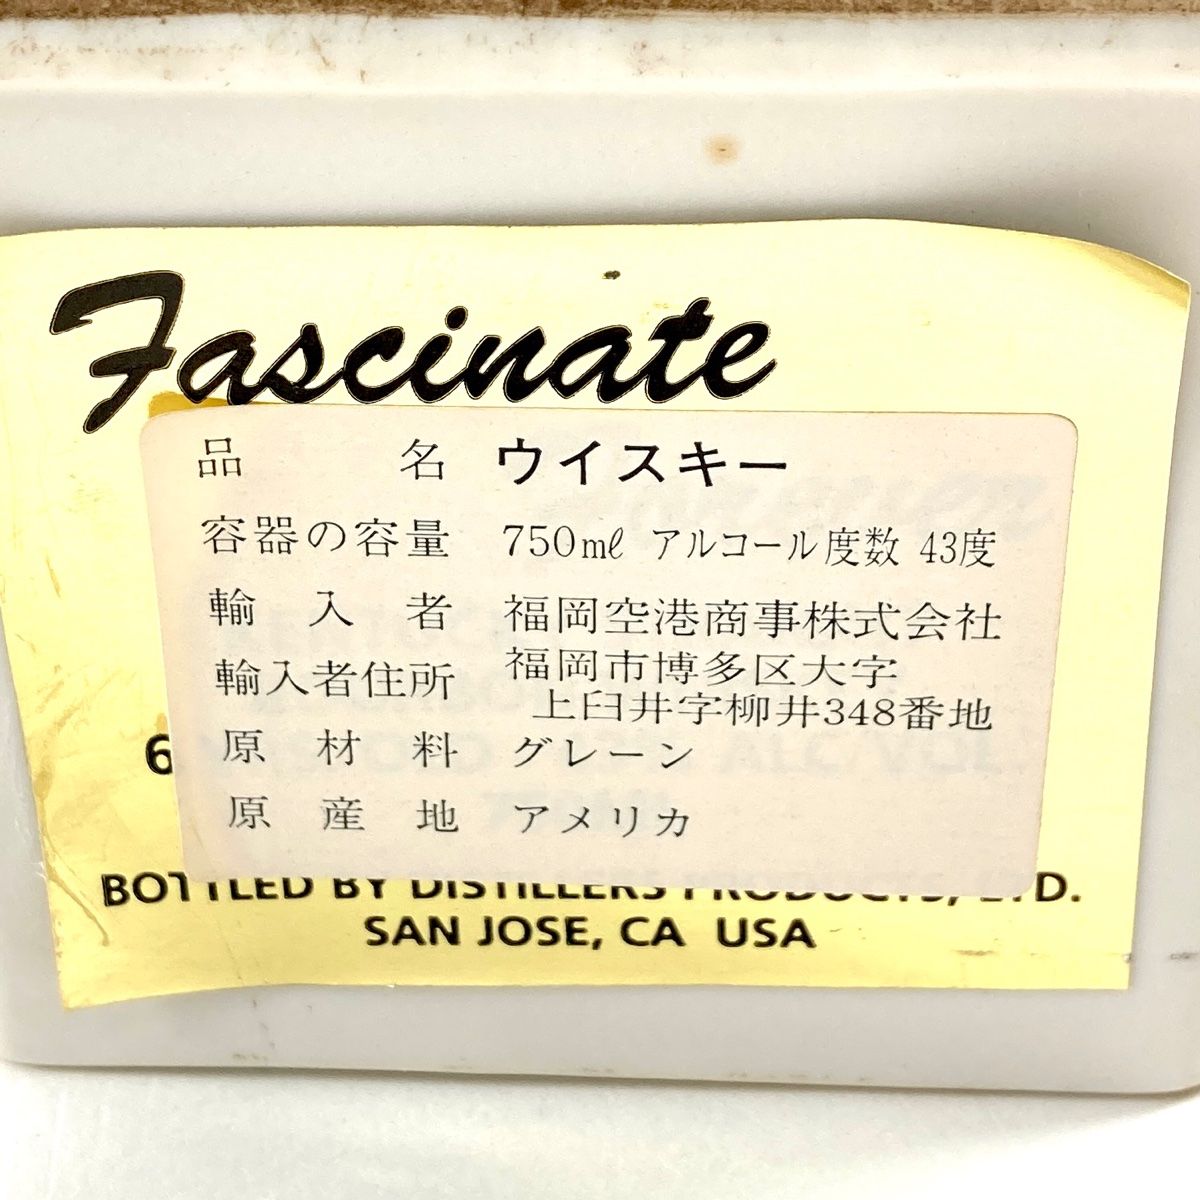 Fascinate
品名 ウイスキー
容器の容量 750ml アルコール度数 43度
輸入者 福岡空港商事株式会社
輸入者住所 福岡市博多区大字
上臼井字柳井348番地
原材料 グレーン
原産地 アメリカ
6
BOTTLED BY DISTILLERS PRODUCTS, LTD.
SAN JOSE, CA USA